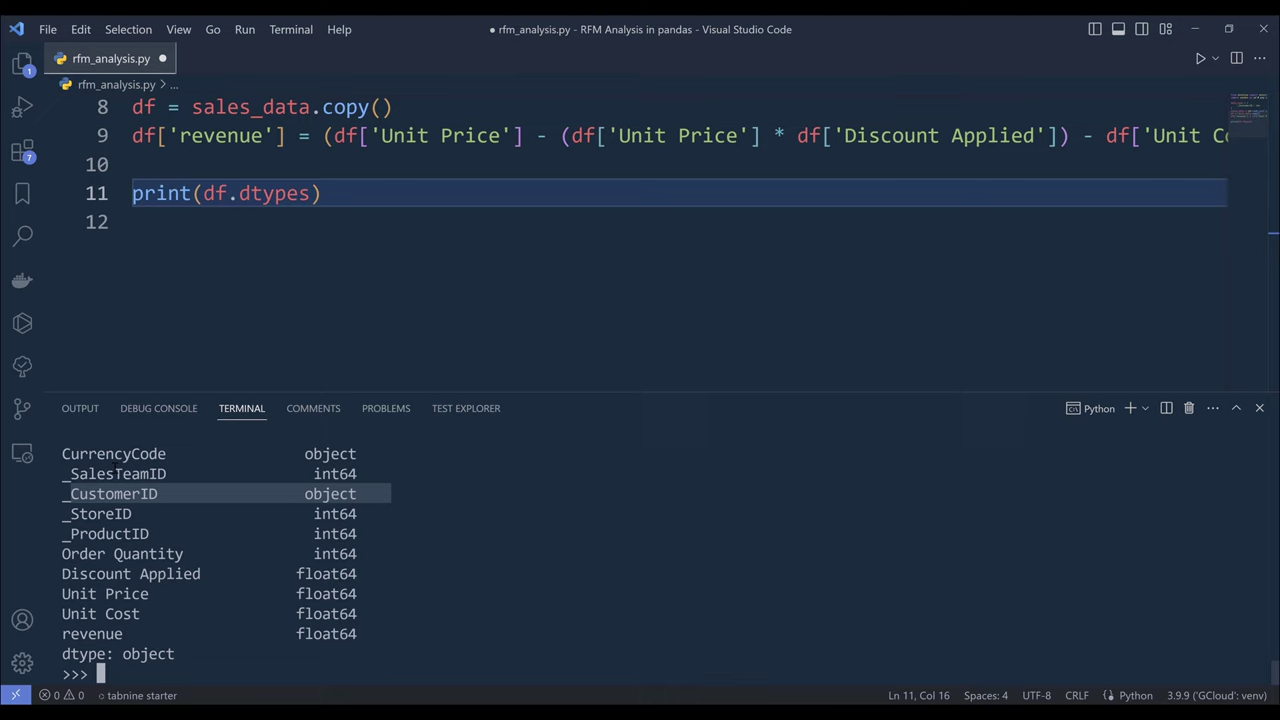 File Edit Selection View Go Run Terminal Help
● rfm_analysis.py - RFM Analysis in pandas - Visual Studio Code
rfm_analysis.py ●
rfm_analysis.py > ...
8 df = sales_data.copy()
9 df['revenue'] = (df['Unit Price'] - (df['Unit Price'] * df['Discount Applied']) - df['Unit Co
10
11 print(df.dtypes)
12
1
7
OUTPUT DEBUG CONSOLE TERMINAL COMMENTS PROBLEMS TEST EXPLORER
Python
CurrencyCode object
_SalesTeamID int64
_CustomerID object
_StoreID int64
_ProductID int64
Order Quantity int64
Discount Applied float64
Unit Price float64
Unit Cost float64
revenue float64
dtype: object
>>>
0 0 tabnine starter Ln 11, Col 16 Spaces: 4 UTF-8 CRLF Python 3.9.9 ('GCloud': venv)